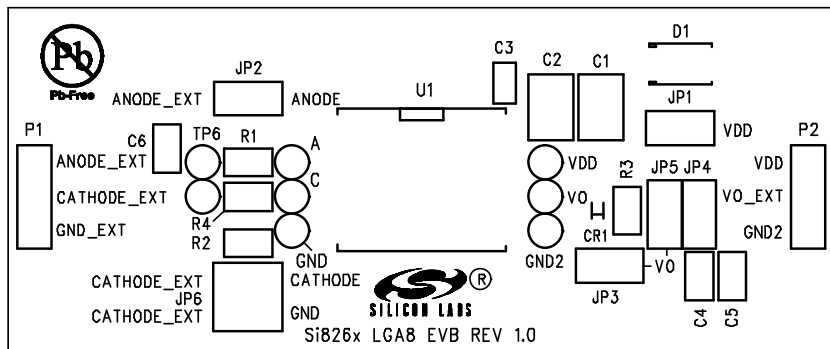 Pb
Pb-Free
JP2
ANODE_EXT
ANODE
C3
C2
C1
D1
U1
JP1
VDD
P1
C6
TP6
R1
A
ANODE_EXT
CATHODE_EXT
GND_EXT
C
R4
R2
GND
VDD
VO
GND2
CR1
R3
JP5
JP4
P2
VDD
VO_EXT
GND2
CATHODE_EXT
JP6
CATHODE_EXT
CATHODE
GND
JP3
VO
C4
C5
®
SILICON LABS
Si826x LGA8 EVB REV 1.0